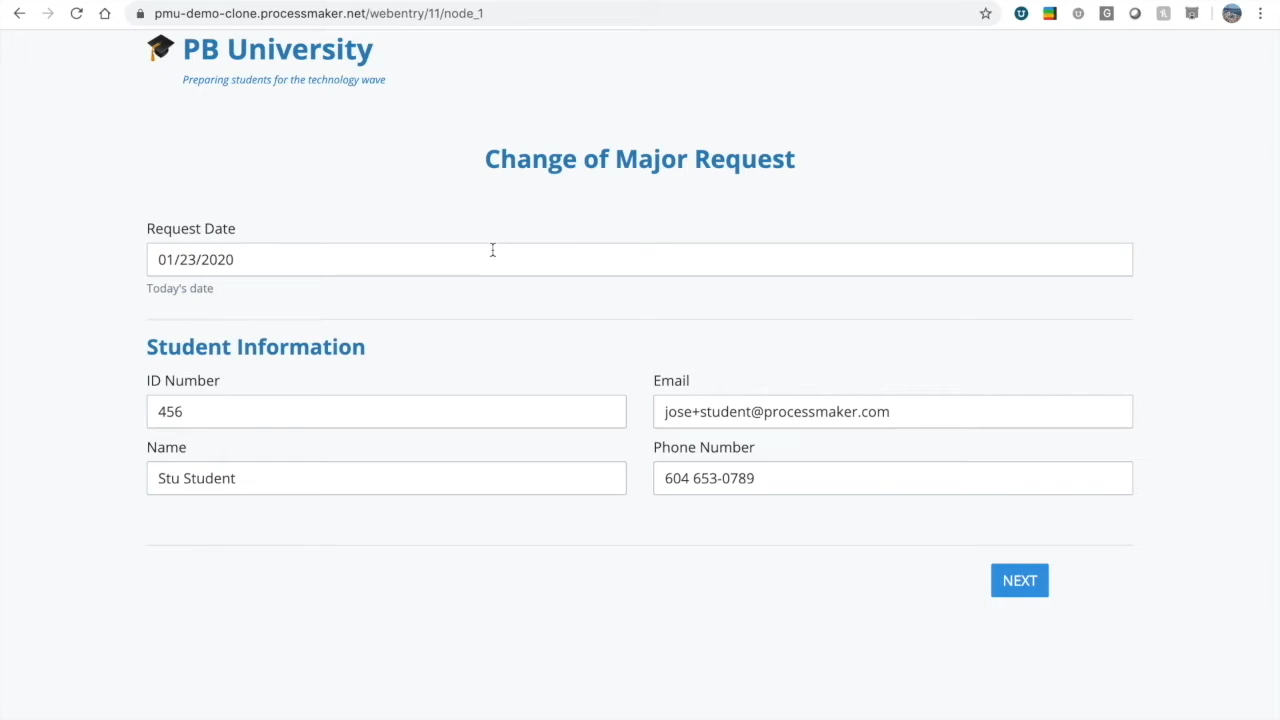 pmu-demo-clone.processmaker.net/webentry/11/node_1
PB University
Preparing students for the technology wave
Change of Major Request
Request Date
01/23/2020
Today's date
Student Information
ID Number
Email
456
jose+student@processmaker.com
Name
Phone Number
Stu Student
604 653-0789
NEXT